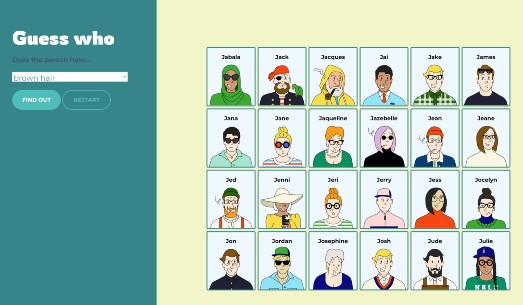 Guess who
Does the person have...
brown hair
FIND OUT
RESTART
Jabala Jack Jacques Jai Jake James
Jana Jane Jaqueline Jazebelle Jean Jeane
Jed Jenni Jeri Jerry Jess Jocelyn
Jon Jordan Josephine Josh Jude Julie